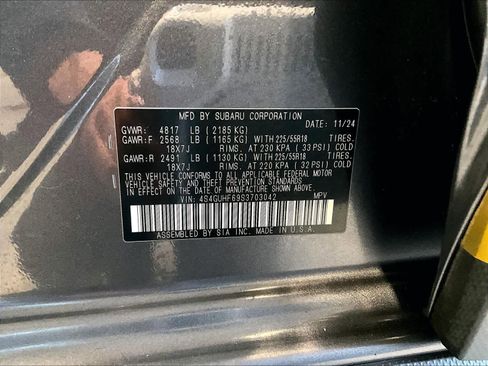 MFD BY SUBARU CORPORATION DATE: 11/24
GVWR: 4817 LB ( 2185 KG)
GAWR:F 2568 LB ( 1165 KG) WITH 225/55R18 TIRES.
18X7J RIMS. AT 230 KPA ( 33 PSI) COLD
GAWR:R 2491 LB ( 1130 KG) WITH 225/55R18 TIRES.
18X7J RIMS. AT 220 KPA ( 32 PSI) COLD
THIS VEHICLE CONFORMS TO ALL APPLICABLE FEDERAL MOTOR
VEHICLE SAFETY AND THEFT PREVENTION STANDARDS
IN EFFECT ON THE DATE OF MANUFACTURE SHOWN ABOVE.
VIN: 4S4GUHF69S3703042 MPV
ASSEMBLED BY SIA INC. IN U.S.A.